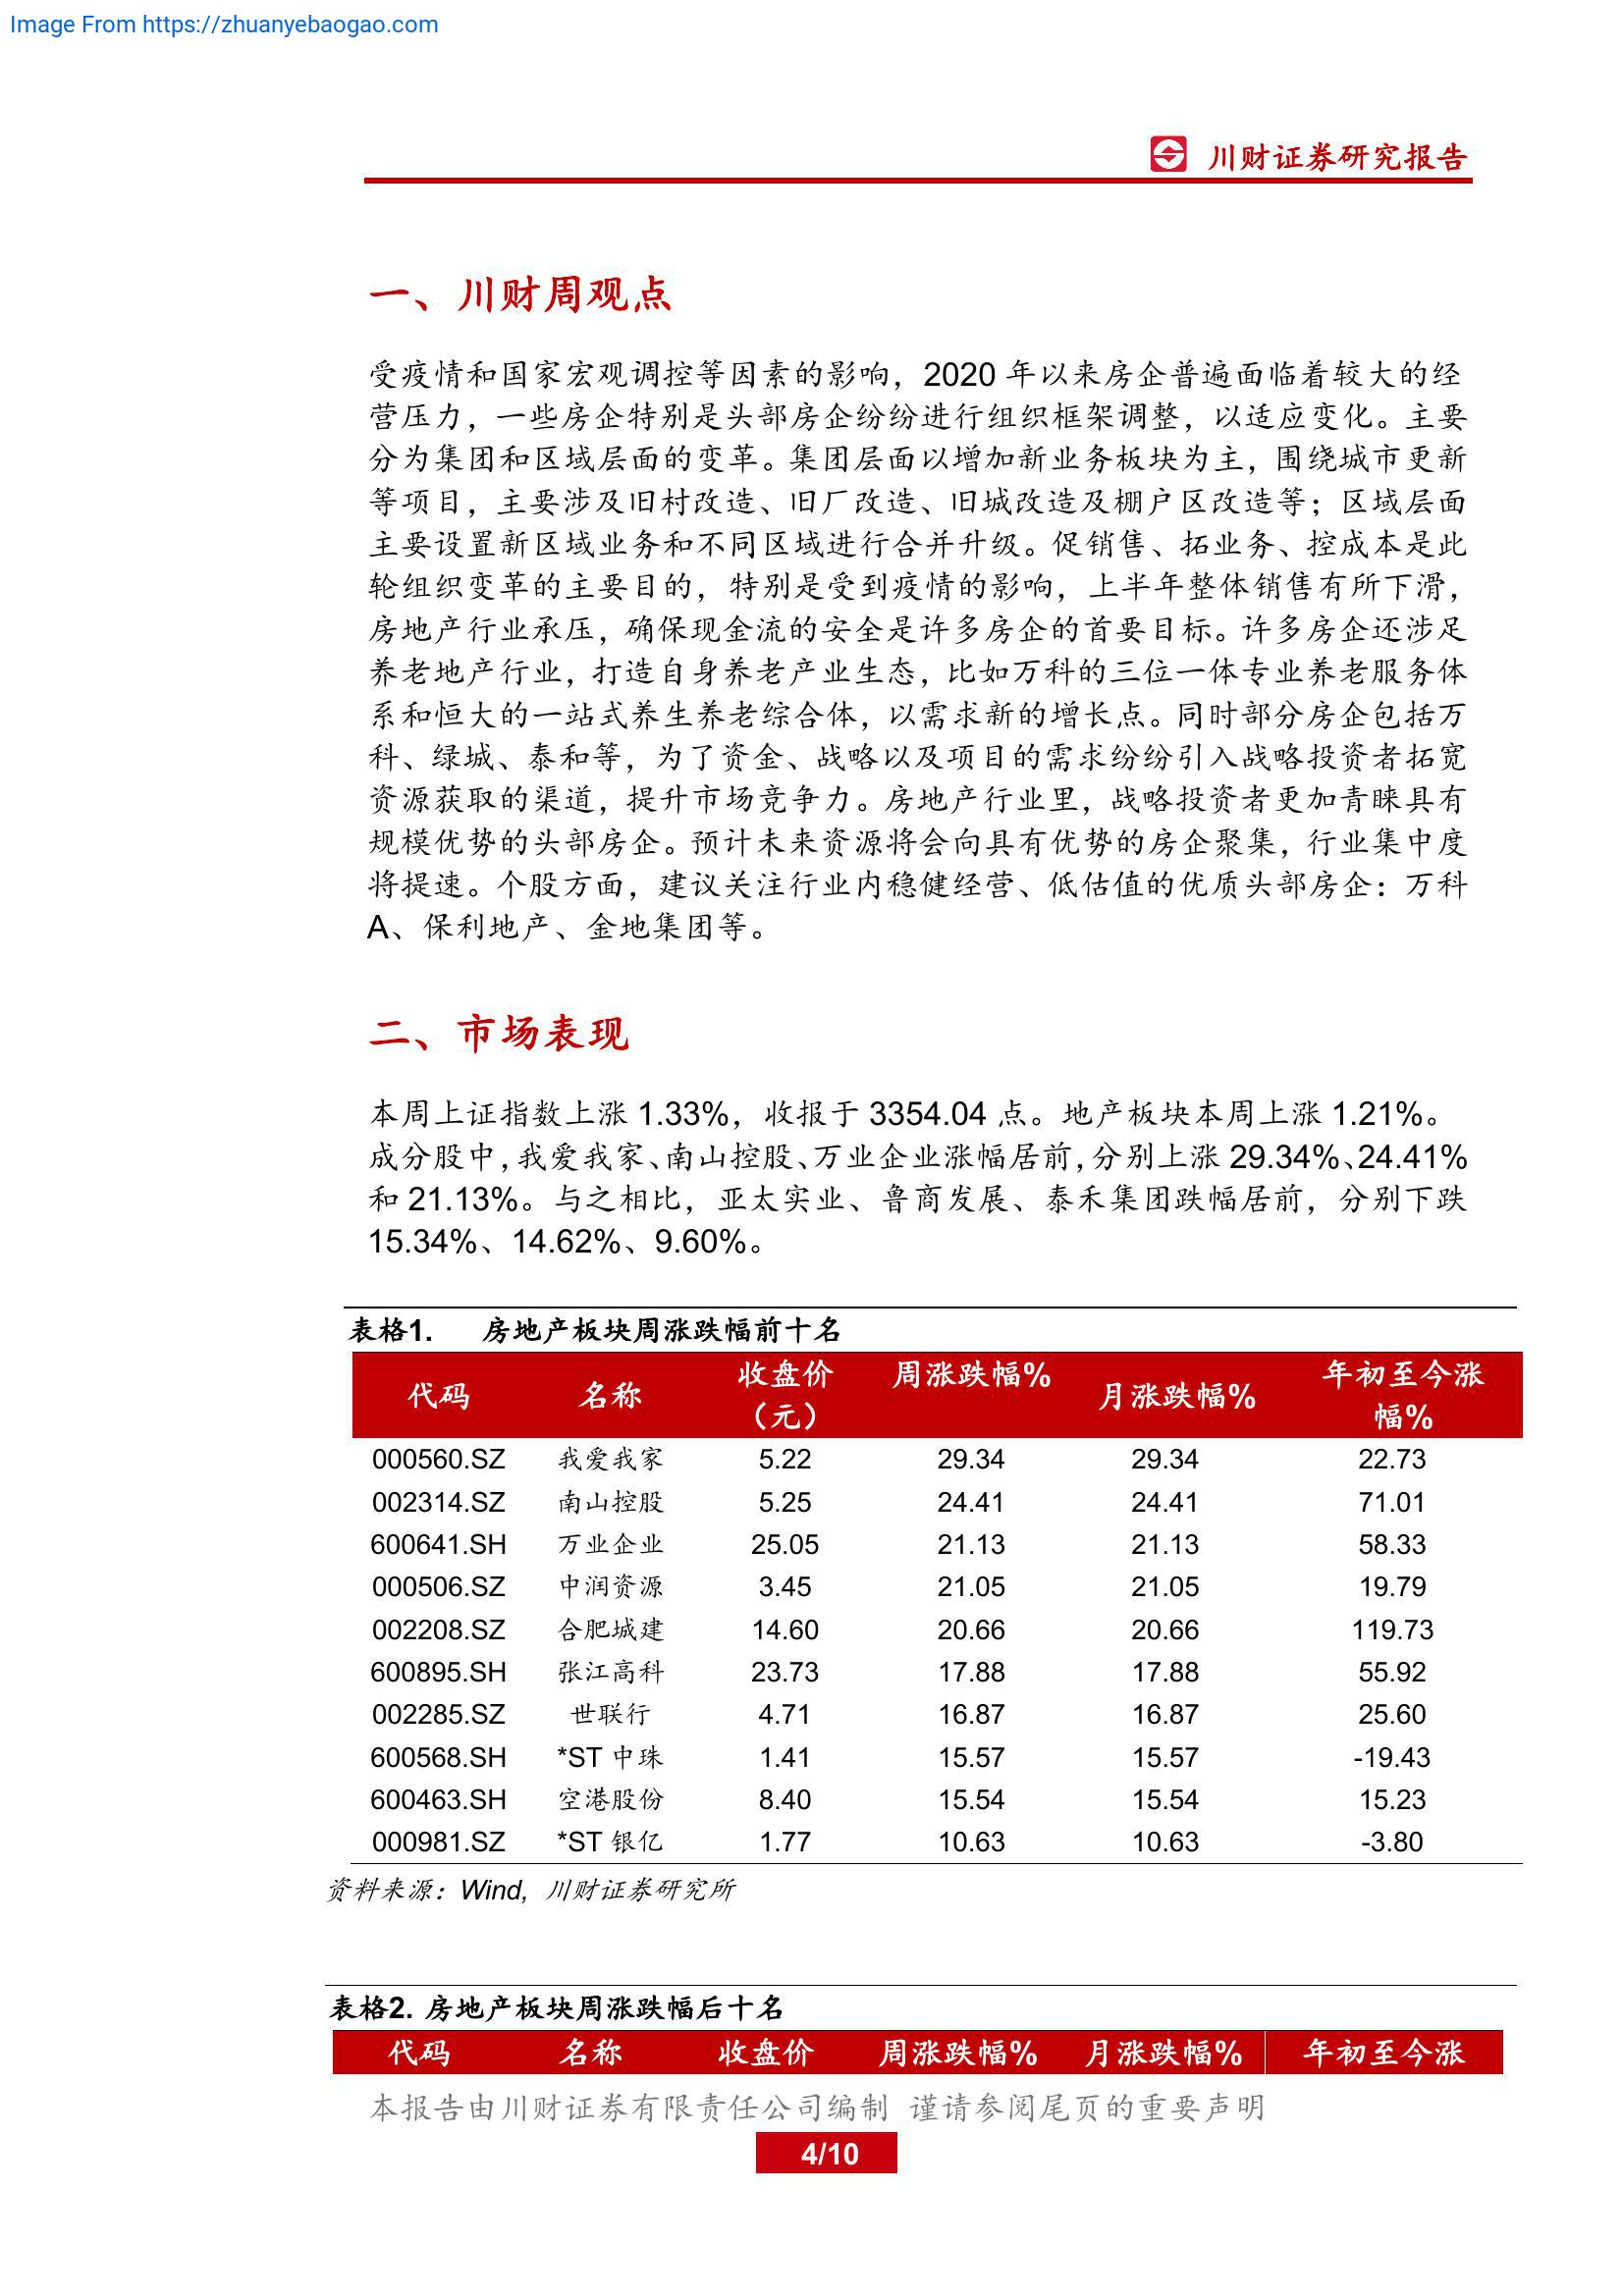 Image From https://zhuanyebaogao.com
川财证券研究报告
一、川财周观点
受疫情和国家宏观调控等因素的影响，2020 年以来房企普遍面临着较大的经
营压力，一些房企特别是头部房企纷纷进行组织框架调整，以适应变化。主要
分为集团和区域层面的变革。集团层面以增加新业务板块为主，围绕城市更新
等项目，主要涉及旧村改造、旧厂改造、旧城改造及棚户区改造等；区域层面
主要设置新区域业务和不同区域进行合并升级。促销售、拓业务、控成本是此
轮组织变革的主要目的，特别是受到疫情的影响，上半年整体销售有所下滑，
房地产行业承压，确保现金流的安全是许多房企的首要目标。许多房企还涉足
养老地产行业，打造自身养老产业生态，比如万科的三位一体专业养老服务体
系和恒大的一站式养生养老综合体，以需求新的增长点。同时部分房企包括万
科、绿城、泰和等，为了资金、战略以及项目的需求纷纷引入战略投资者拓宽
资源获取的渠道，提升市场竞争力。房地产行业里，战略投资者更加青睐具有
规模优势的头部房企。预计未来资源将会向具有优势的房企聚集，行业集中度
将提速。个股方面，建议关注行业内稳健经营、低估值的优质头部房企：万科
A、保利地产、金地集团等。
二、市场表现
本周上证指数上涨 1.33%，收报于 3354.04 点。地产板块本周上涨 1.21%。
成分股中，我爱我家、南山控股、万业企业涨幅居前，分别上涨 29.34%、24.41%
和 21.13%。与之相比，亚太实业、鲁商发展、泰禾集团跌幅居前，分别下跌
15.34%、14.62%、9.60%。
表格1. 房地产板块周涨跌幅前十名
代码 名称 收盘价（元） 周涨跌幅% 月涨跌幅% 年初至今涨幅%
000560.SZ 我爱我家 5.22 29.34 29.34 22.73
002314.SZ 南山控股 5.25 24.41 24.41 71.01
600641.SH 万业企业 25.05 21.13 21.13 58.33
000506.SZ 中润资源 3.45 21.05 21.05 19.79
002208.SZ 合肥城建 14.60 20.66 20.66 119.73
600895.SH 张江高科 23.73 17.88 17.88 55.92
002285.SZ 世联行 4.71 16.87 16.87 25.60
600568.SH *ST 中珠 1.41 15.57 15.57 -19.43
600463.SH 空港股份 8.40 15.54 15.54 15.23
000981.SZ *ST 银亿 1.77 10.63 10.63 -3.80
资料来源：Wind，川财证券研究所
表格2. 房地产板块周涨跌幅后十名
代码 名称 收盘价 周涨跌幅% 月涨跌幅% 年初至今涨
本报告由川财证券有限责任公司编制 谨请参阅尾页的重要声明
4/10